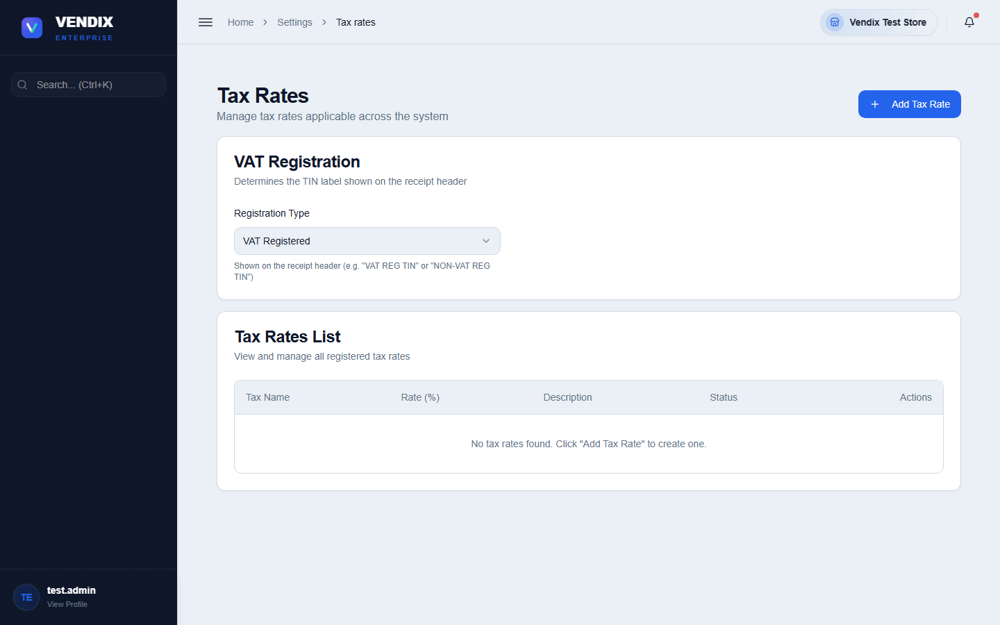 VENDIX
ENTERPRISE
Search... (Ctrl+K)
Home
Settings
Tax rates
Vendix Test Store
Tax Rates
Manage tax rates applicable across the system
Add Tax Rate
VAT Registration
Determines the TIN label shown on the receipt header
Registration Type
VAT Registered
Shown on the receipt header (e.g. "VAT REG TIN" or "NON-VAT REG
TIN")
Tax Rates List
View and manage all registered tax rates
Tax Name
Rate (%)
Description
Status
Actions
No tax rates found. Click "Add Tax Rate" to create one.
TE
test.admin
View Profile